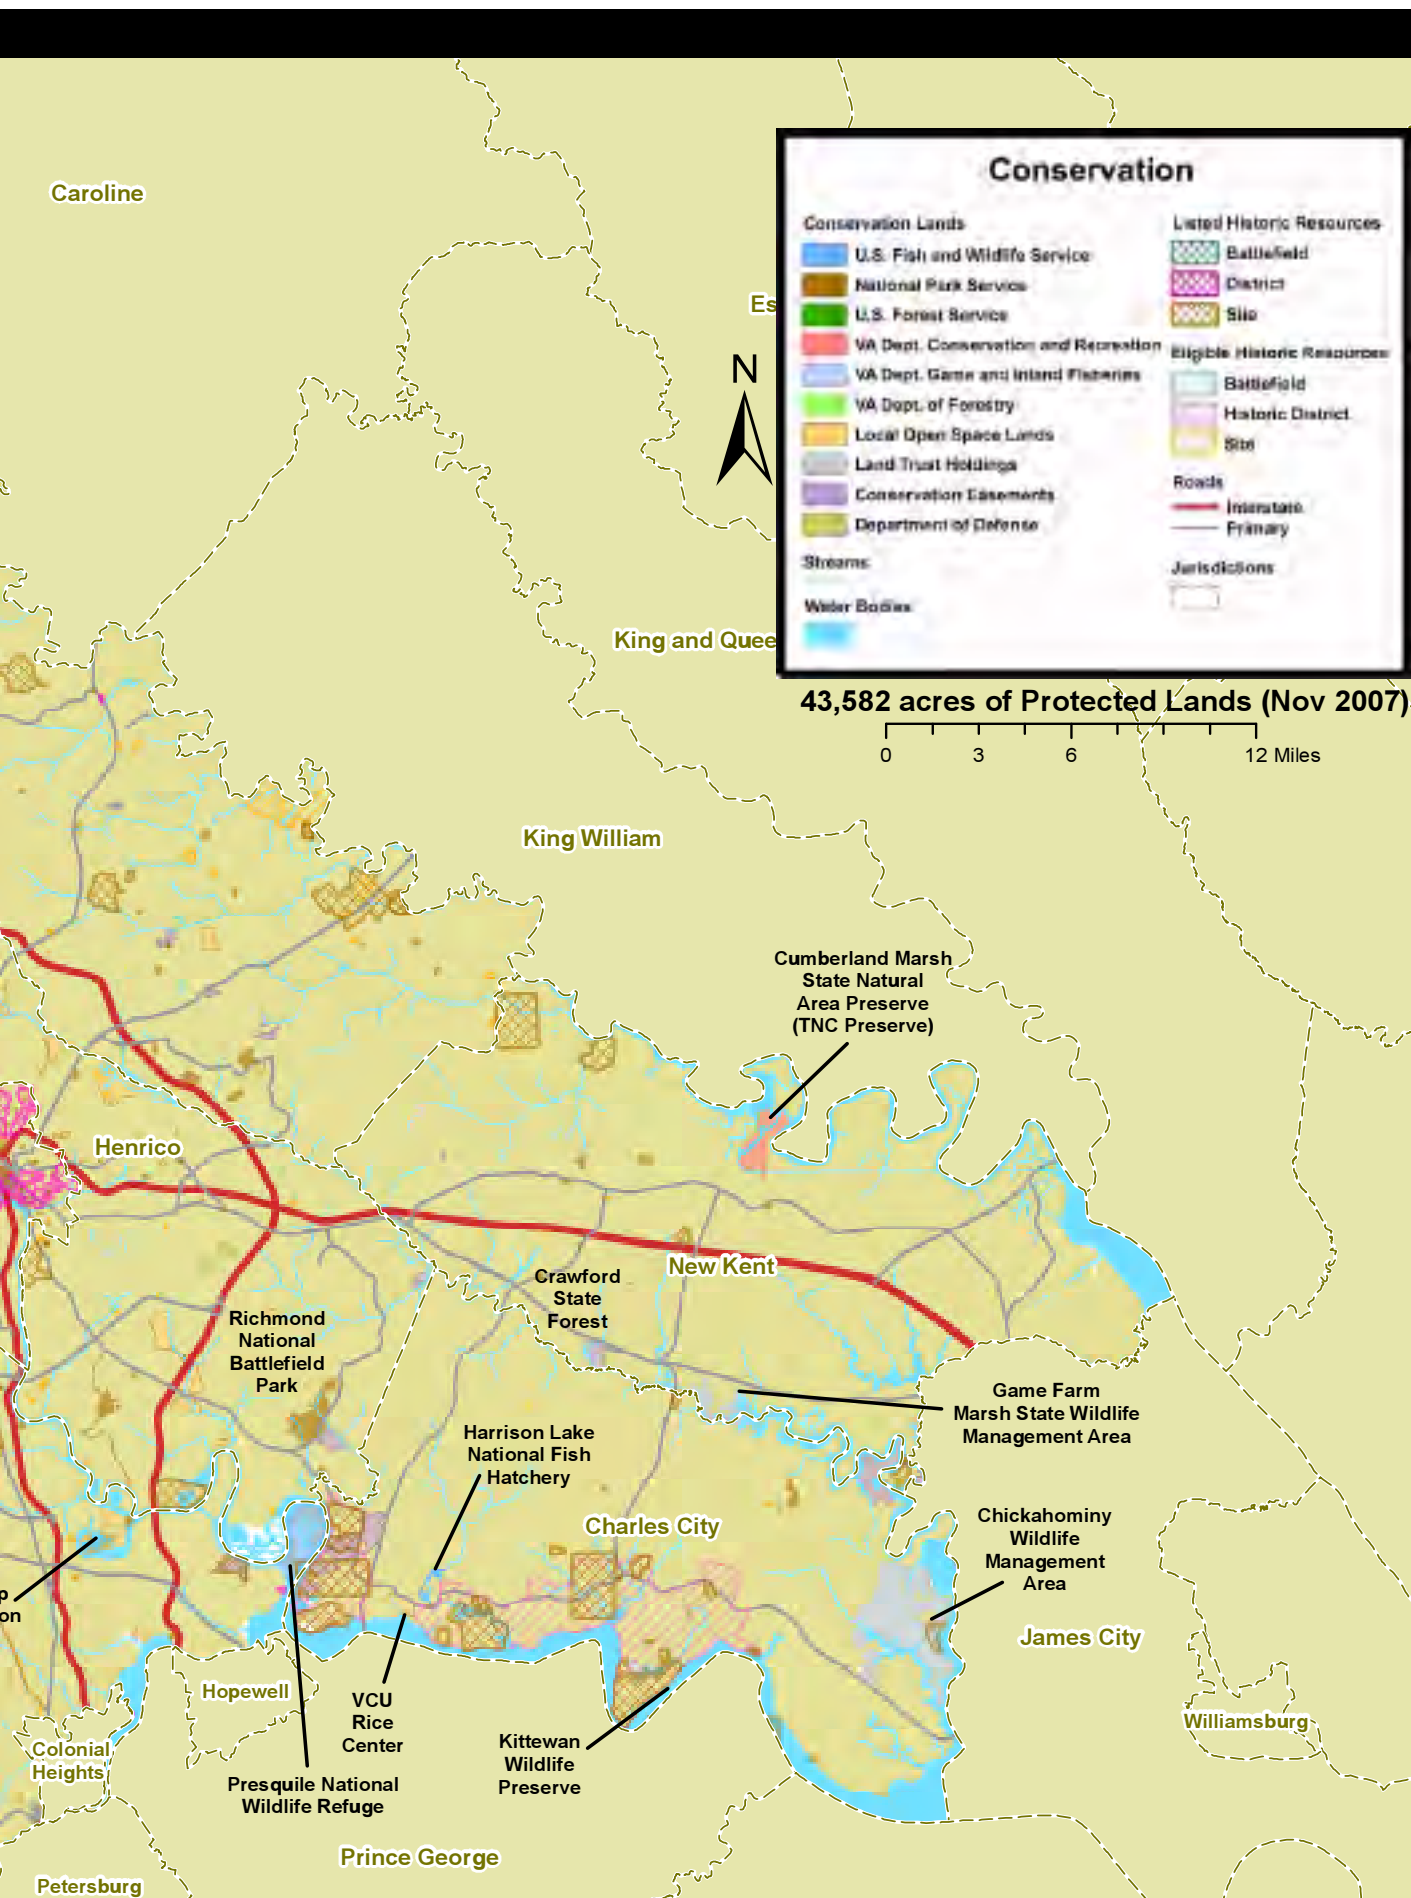 Conservation
Conservation Lands
U.S. Fish and Wildlife Service
National Park Service
U.S. Forest Service
VA Dept. Conservation and Recreation
VA Dept. Game and Inland Fisheries
VA Dept. of Forestry
Local Open Space Lands
Land Trust Holdings
Conservation Easements
Department of Defense
Streams
Water Bodies
Listed Historic Resources
Battlefield
District
Site
Eligible Historic Resources
Battlefield
Historic District
Site
Roads
Interstate
Primary
Jurisdictions
43,582 acres of Protected Lands (Nov 2007)
0 3 6 12 Miles
N
Caroline
Es
King and Quee
King William
Cumberland Marsh
State Natural
Area Preserve
(TNC Preserve)
Henrico
New Kent
Crawford
State
Forest
Richmond
National
Battlefield
Park
Game Farm
Marsh State Wildlife
Management Area
Harrison Lake
National Fish
Hatchery
Charles City
Chickahominy
Wildlife
Management
Area
p
on
James City
Hopewell
VCU
Rice
Center
Williamsburg
Colonial
Heights
Kittewan
Wildlife
Preserve
Presquile National
Wildlife Refuge
Prince George
Petersburg